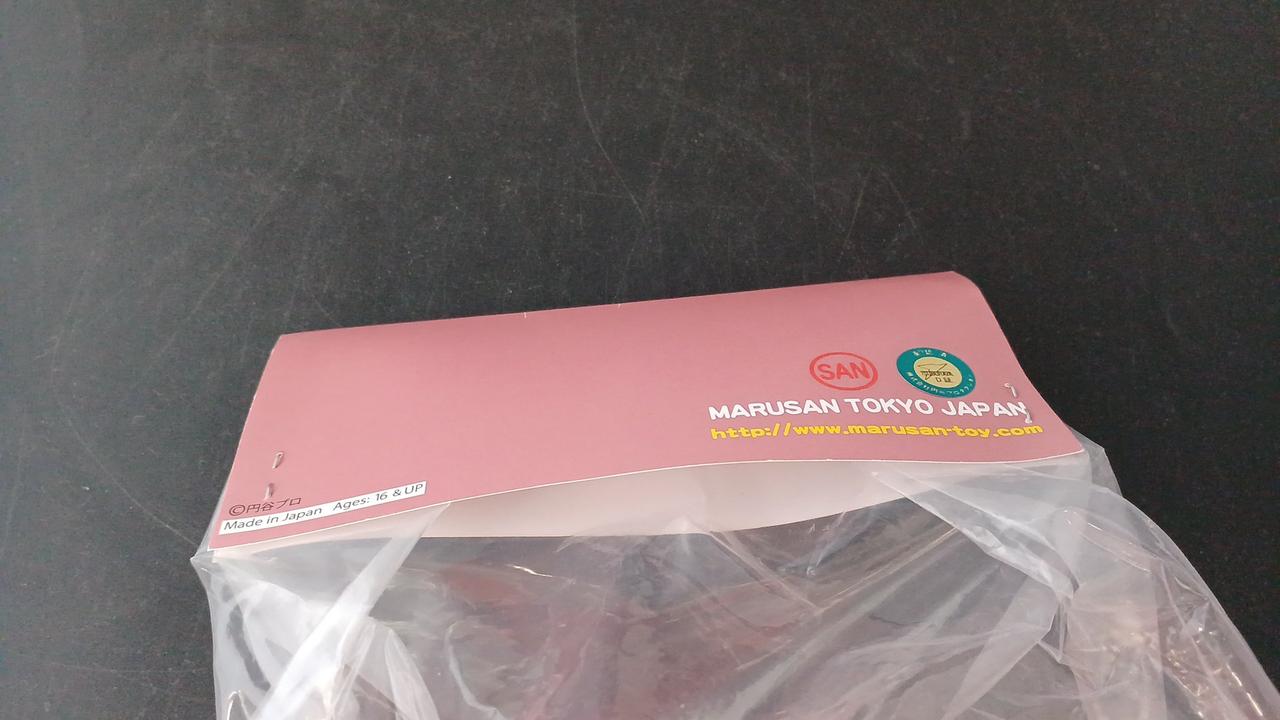 SAN
MARUSAN TOKYO JAPAN
http://www.marusan-toy.com
©円谷プロ
Made in Japan Ages: 16 & UP